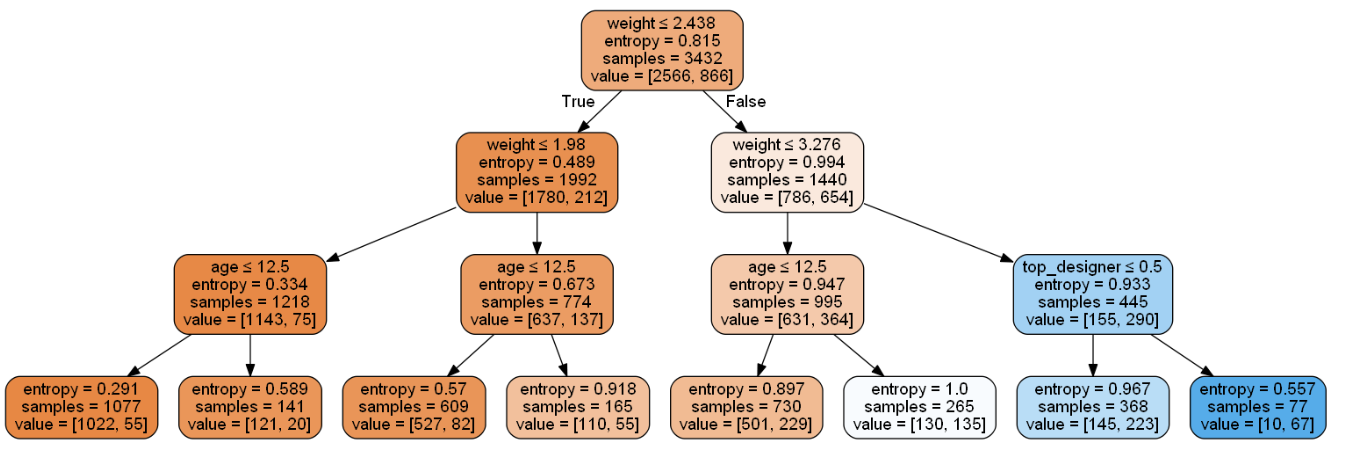 weight ≤ 2.438
entropy = 0.815
samples = 3432
value = [2566, 866]
True
False
weight ≤ 1.98
entropy = 0.489
samples = 1992
value = [1780, 212]
weight ≤ 3.276
entropy = 0.994
samples = 1440
value = [786, 654]
age ≤ 12.5
entropy = 0.334
samples = 1218
value = [1143, 75]
age ≤ 12.5
entropy = 0.673
samples = 774
value = [637, 137]
age ≤ 12.5
entropy = 0.947
samples = 995
value = [631, 364]
top_designer ≤ 0.5
entropy = 0.933
samples = 445
value = [155, 290]
entropy = 0.291
samples = 1077
value = [1022, 55]
entropy = 0.589
samples = 141
value = [121, 20]
entropy = 0.57
samples = 609
value = [527, 82]
entropy = 0.918
samples = 165
value = [110, 55]
entropy = 0.897
samples = 730
value = [501, 229]
entropy = 1.0
samples = 265
value = [130, 135]
entropy = 0.967
samples = 368
value = [145, 223]
entropy = 0.557
samples = 77
value = [10, 67]